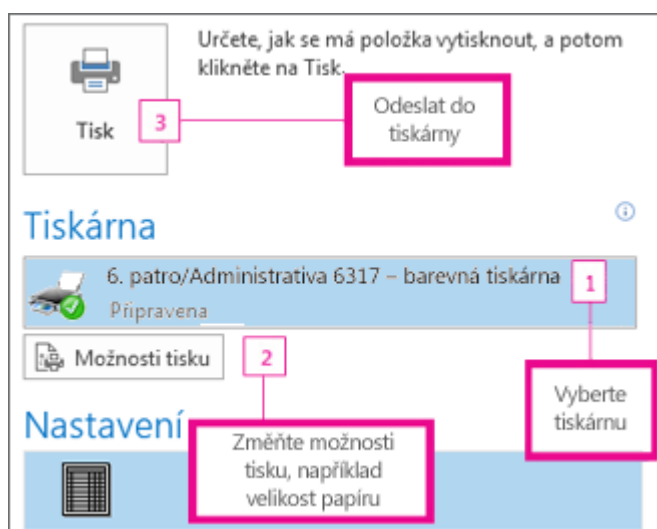 Určete, jak se má položka vytisknout, a potom
klikněte na Tisk.
Tisk
3
Odeslat do
tiskárny
Tiskárna
6. patro/Administrativa 6317 – barevná tiskárna
Připravena
1
Možnosti tisku
2
Vyberte
tiskárnu
Nastavení
Změňte možnosti
tisku, například
velikost papíru